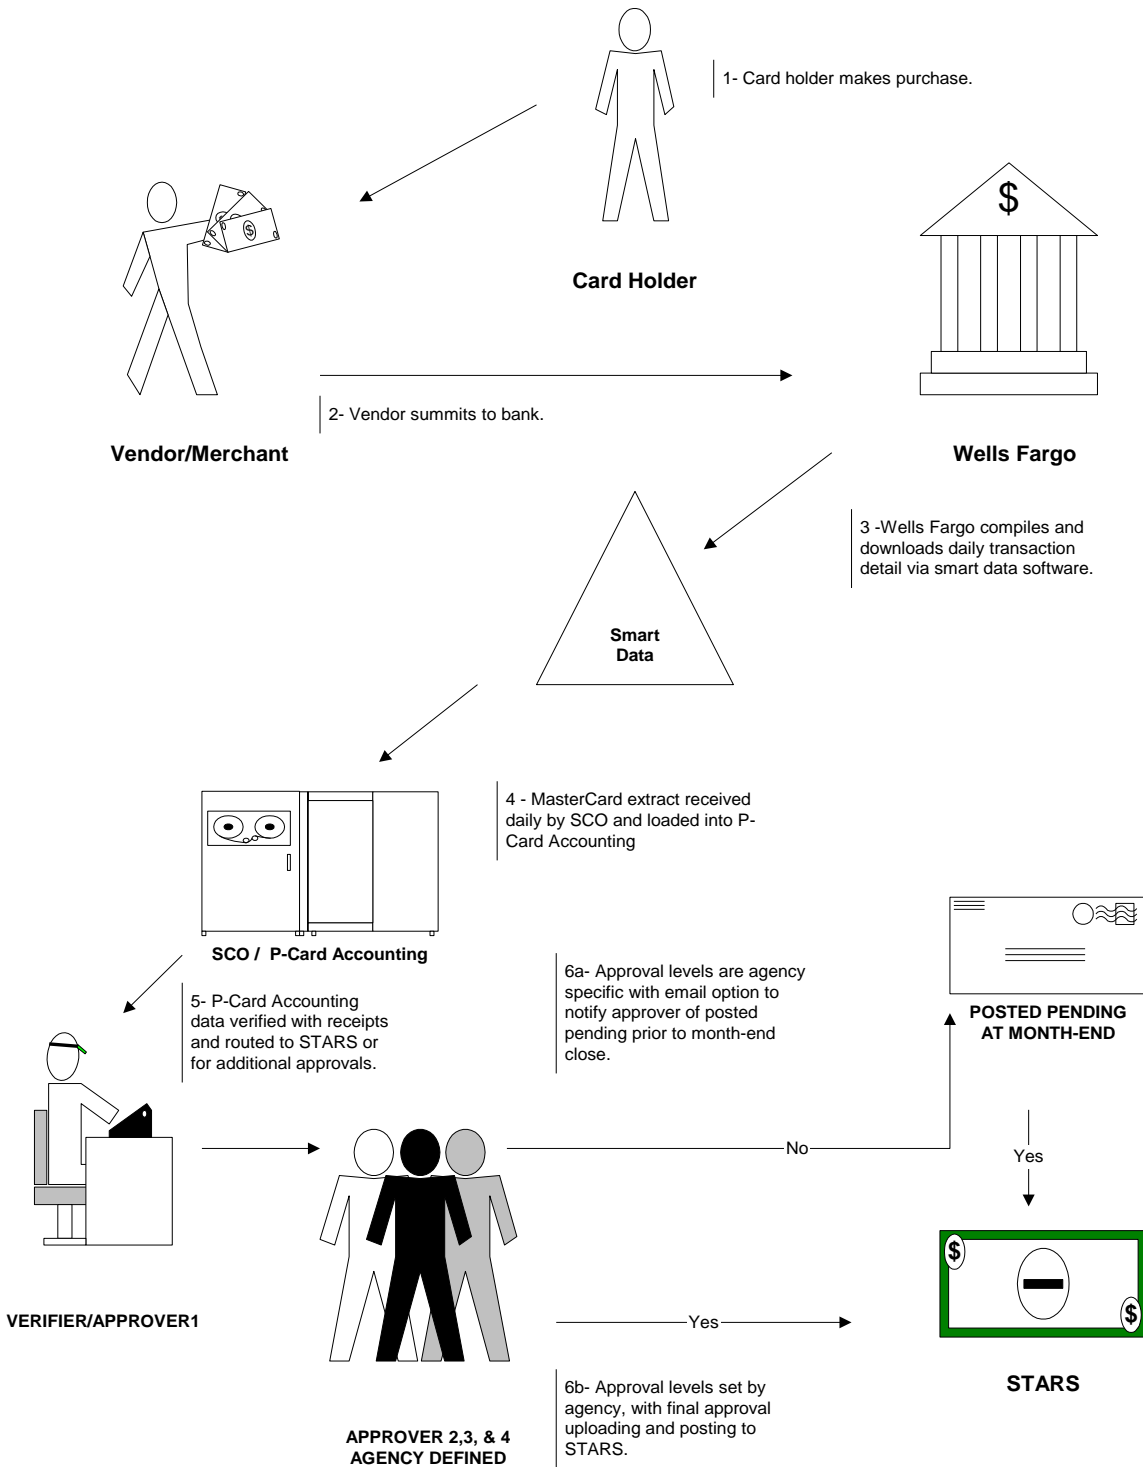 1- Card holder makes purchase.
$
$
Card Holder
2- Vendor summits to bank.
Vendor/Merchant
Wells Fargo
3 -Wells Fargo compiles and
downloads daily transaction
detail via smart data software.
Smart
Data
4 - MasterCard extract received
daily by SCO and loaded into P-
Card Accounting
SCO / P-Card Accounting
5- P-Card Accounting
data verified with receipts
and routed to STARS or
for additional approvals.
6a- Approval levels are agency
specific with email option to
notify approver of posted
pending prior to month-end
close.
POSTED PENDING
AT MONTH-END
No
Yes
$
$
VERIFIER/APPROVER1
Yes
STARS
6b- Approval levels set by
agency, with final approval
uploading and posting to
STARS.
APPROVER 2,3, & 4
AGENCY DEFINED